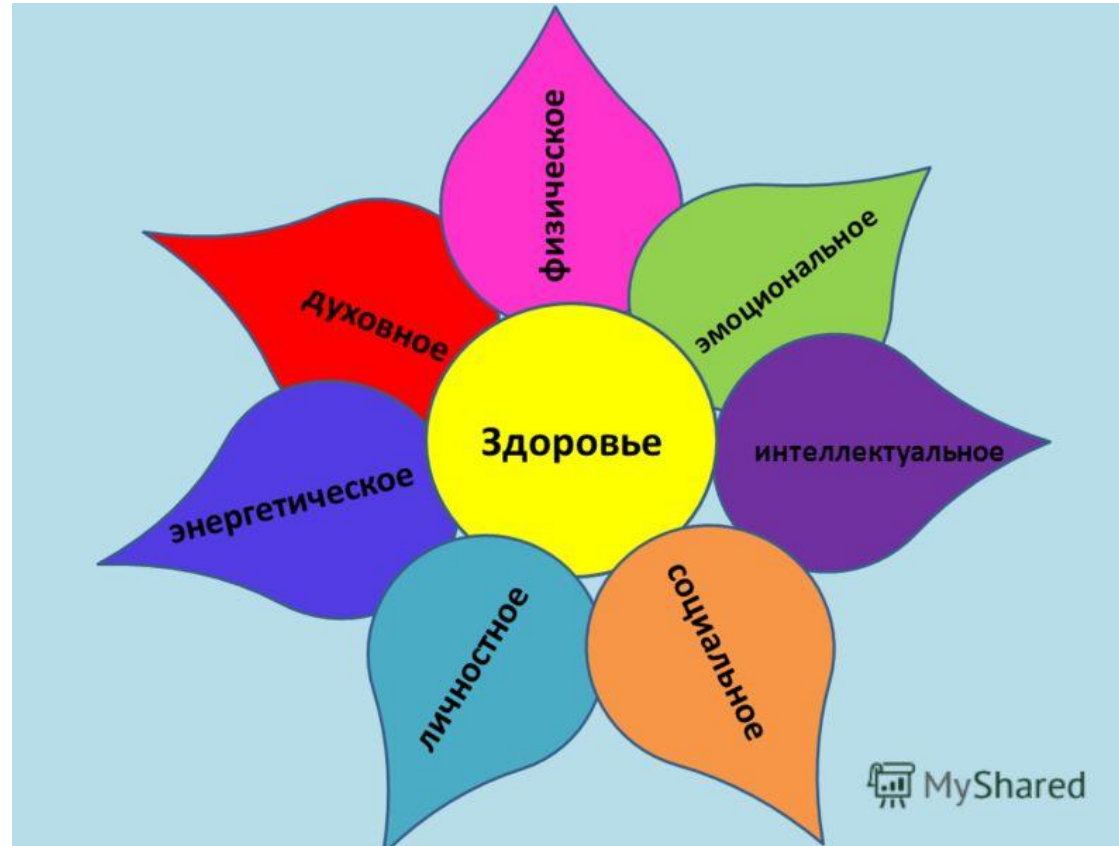 физическое
эмоциональное
духовное
Здоровье
интеллектуальное
энергетическое
социальное
личностное
MyShared